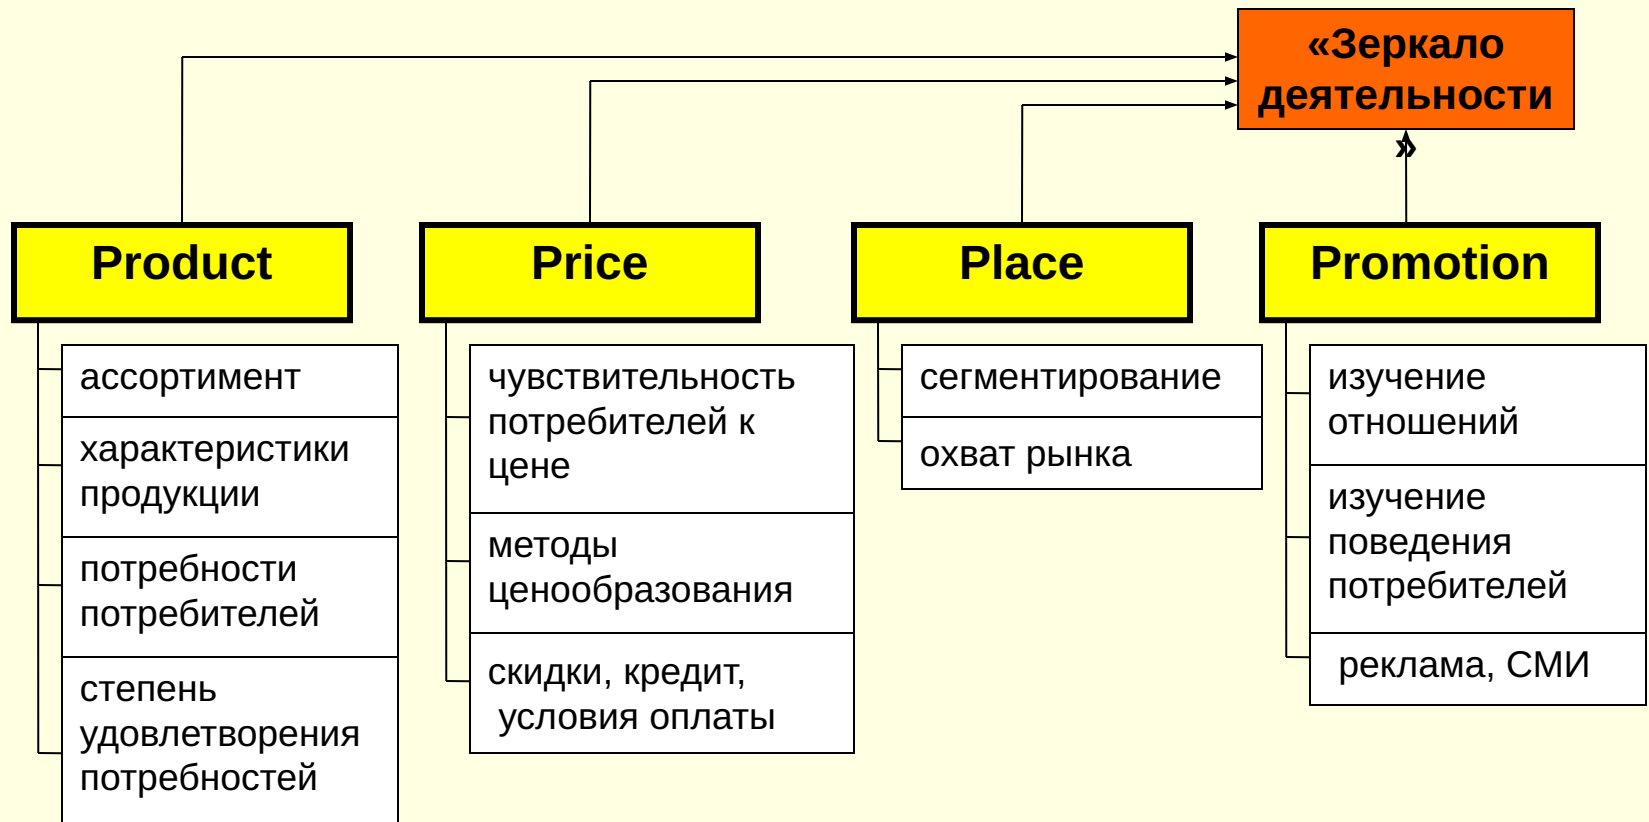 «Зеркало
деятельности
»
Product
ассортимент
характеристики
продукции
потребности
потребителей
степень
удовлетворения
потребностей
Price
чувствительность
потребителей к
цене
методы
ценообразования
скидки, кредит,
условия оплаты
Place
сегментирование
охват рынка
Promotion
изучение
отношений
изучение
поведения
потребителей
реклама, СМИ